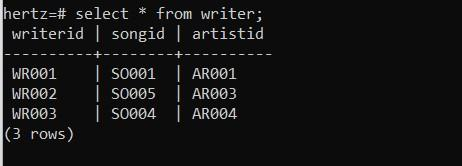 hertz=# select * from writer;
 writerid | songid | artistid
----------+--------+----------
 WR001    | SO001  | AR001
 WR002    | SO005  | AR003
 WR003    | SO004  | AR004
(3 rows)